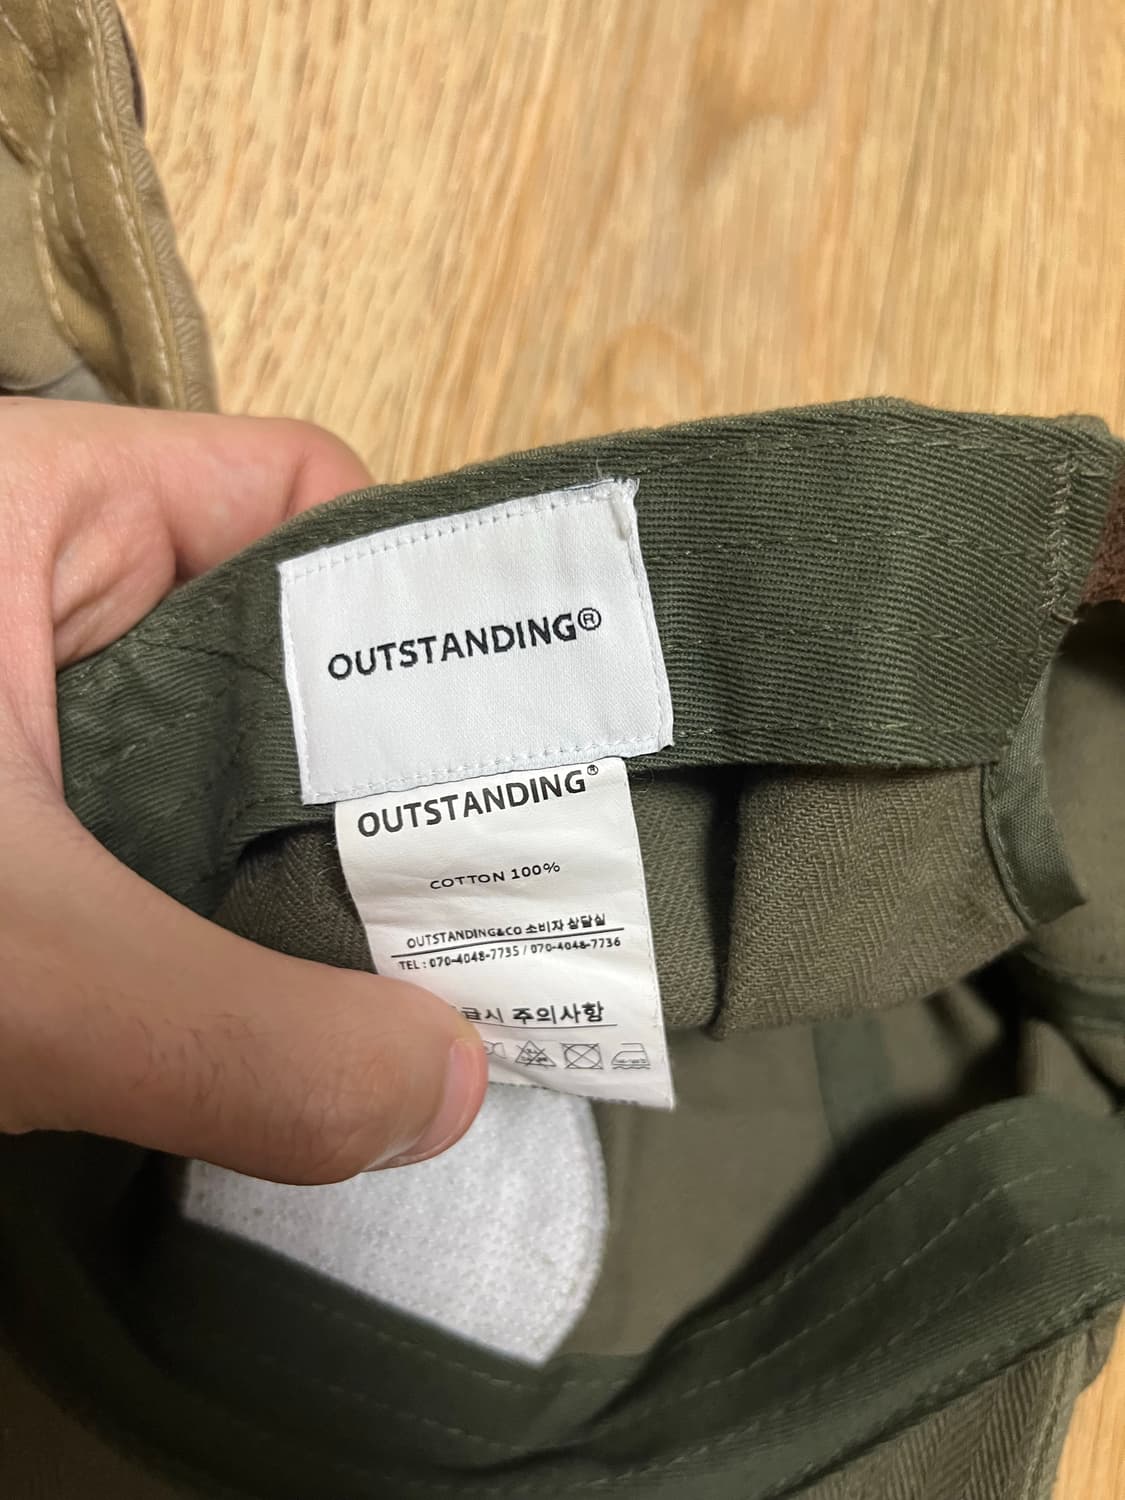 OUTSTANDING®
OUTSTANDING®
COTTON 100%
OUTSTANDING&CO 소비자 상담실
TEL : 070-4048-7735 / 070-4048-7736
주의사항